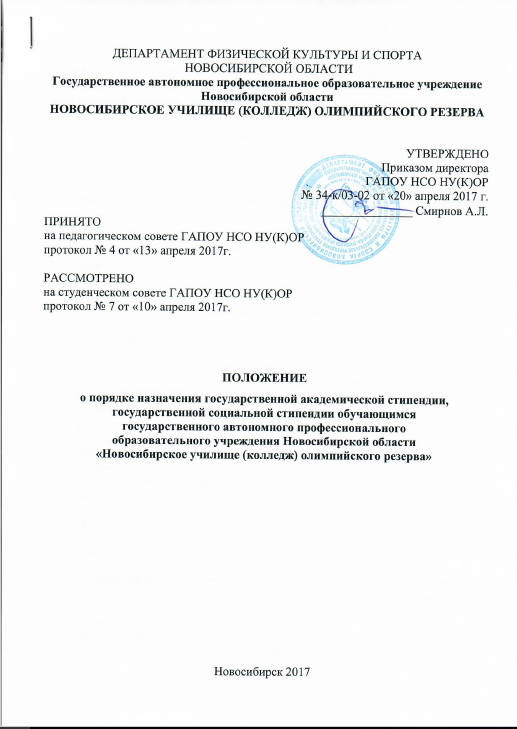 ДЕПАРТАМЕНТ ФИЗИЧЕСКОЙ КУЛЬТУРЫ И СПОРТА
НОВОСИБИРСКОЙ ОБЛАСТИ
Государственное автономное профессиональное образовательное учреждение
Новосибирской области
НОВОСИБИРСКОЕ УЧИЛИЩЕ (КОЛЛЕДЖ) ОЛИМПИЙСКОГО РЕЗЕРВА
УТВЕРЖДЕНО
Приказом директора
ГАПОУ НСО НУ(К)ОР
№ 34-к/03-02 от «20» апреля 2017 г.
Смирнов А.Л.
ПРИНЯТО
на педагогическом совете ГАПОУ НСО НУ(К)ОР
протокол № 4 от «13» апреля 2017г.
РАССМОТРЕНО
на студенческом совете ГАПОУ НСО НУ(К)ОР
протокол № 7 от «10» апреля 2017г.
ПОЛОЖЕНИЕ
о порядке назначения государственной академической стипендии,
государственной социальной стипендии обучающимся
государственного автономного профессионального
образовательного учреждения Новосибирской области
«Новосибирское училище (колледж) олимпийского резерва»
Новосибирск 2017